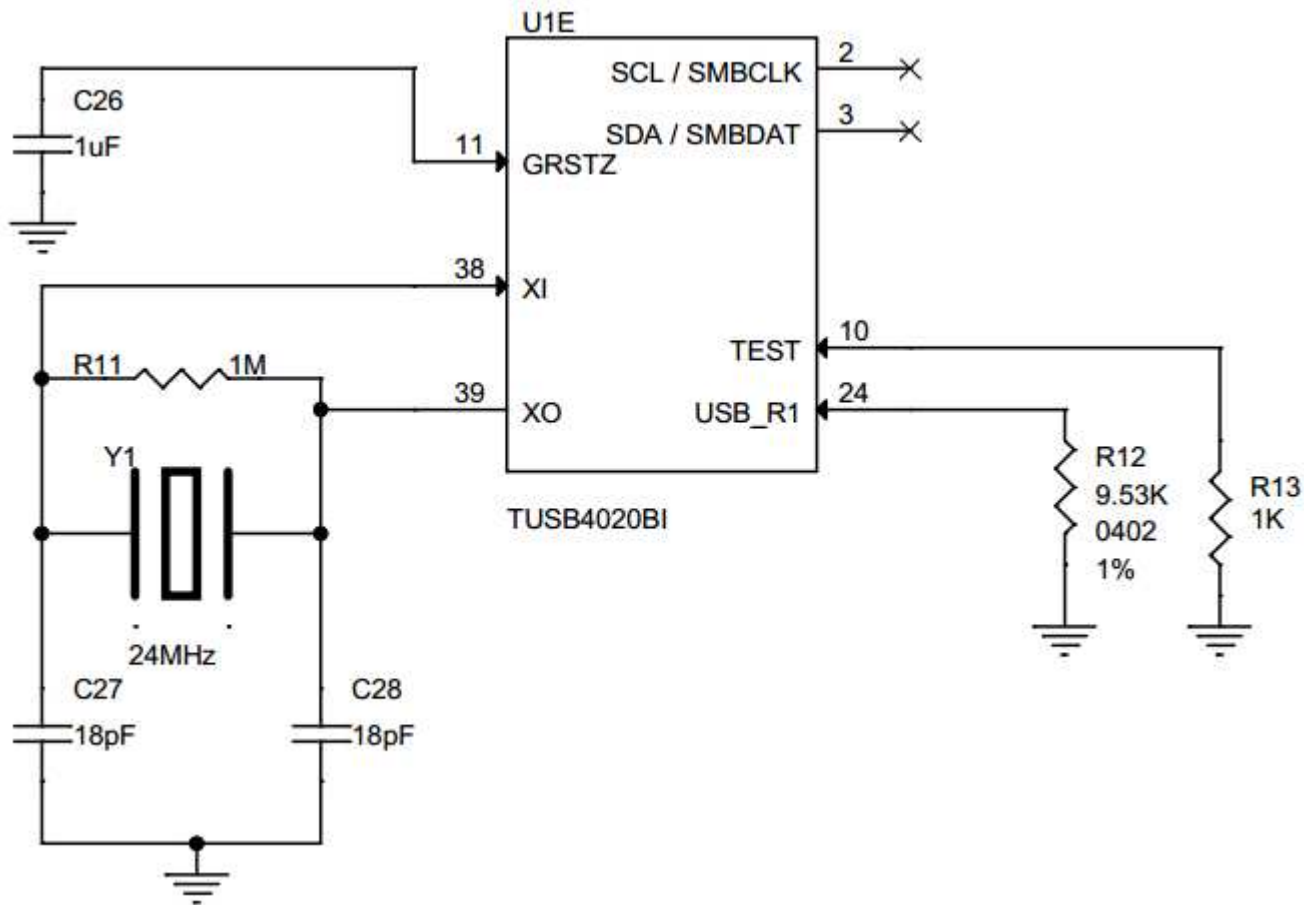 U1E
SCL / SMBCLK
2
SDA / SMBDAT
3
C26
1uF
11
GRSTZ
38
XI
R11
1M
39
XO
TEST
10
USB_R1
24
Y1
24MHz
TUSB4020BI
R12
9.53K
0402
1%
R13
1K
C27
18pF
C28
18pF